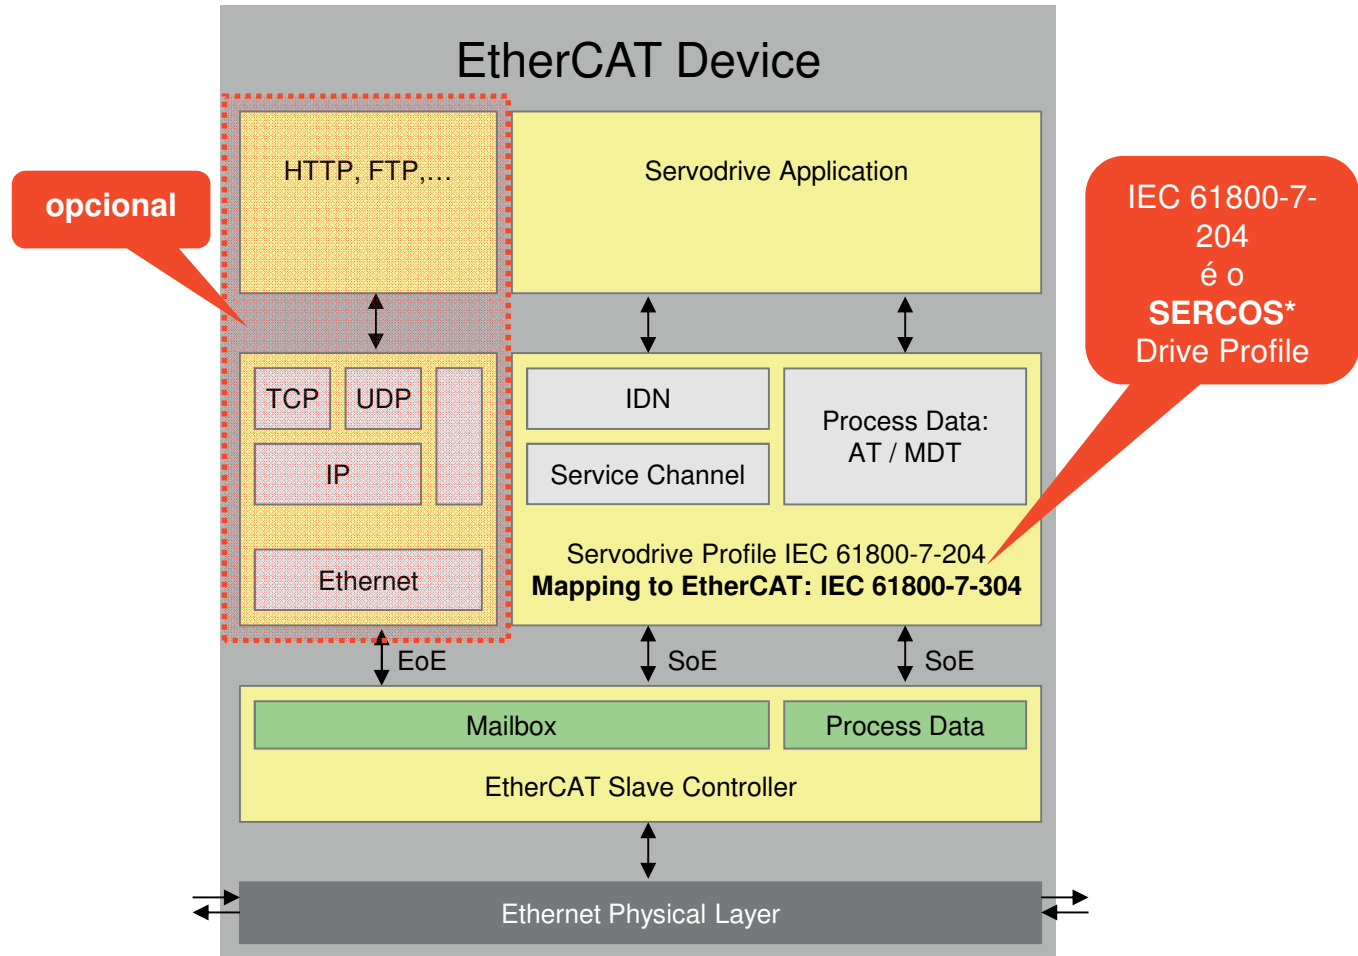 EtherCAT Device
HTTP, FTP,...
Servodrive Application
opcional
IEC 61800-7-
204
é o
SERCOS*
Drive Profile
TCP
UDP
IP
Ethernet
IDN
Service Channel
Process Data:
AT / MDT
Servodrive Profile IEC 61800-7-204
Mapping to EtherCAT: IEC 61800-7-304
EoE
SoE
SoE
Mailbox
Process Data
EtherCAT Slave Controller
Ethernet Physical Layer